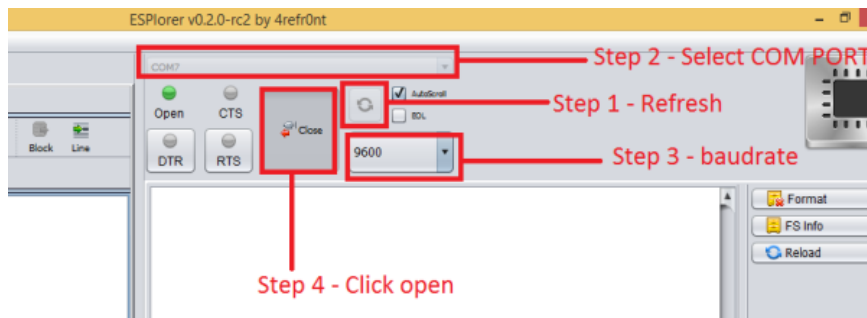 ESPlorer v0.2.0-rc2 by 4refr0nt
Step 2 - Select COM PORT
COM7
Open
CTS
Close
AutoScroll
EOL
Step 1 - Refresh
Block
Line
DTR
RTS
9600
Step 3 - baudrate
Format
FS Info
Reload
Step 4 - Click open